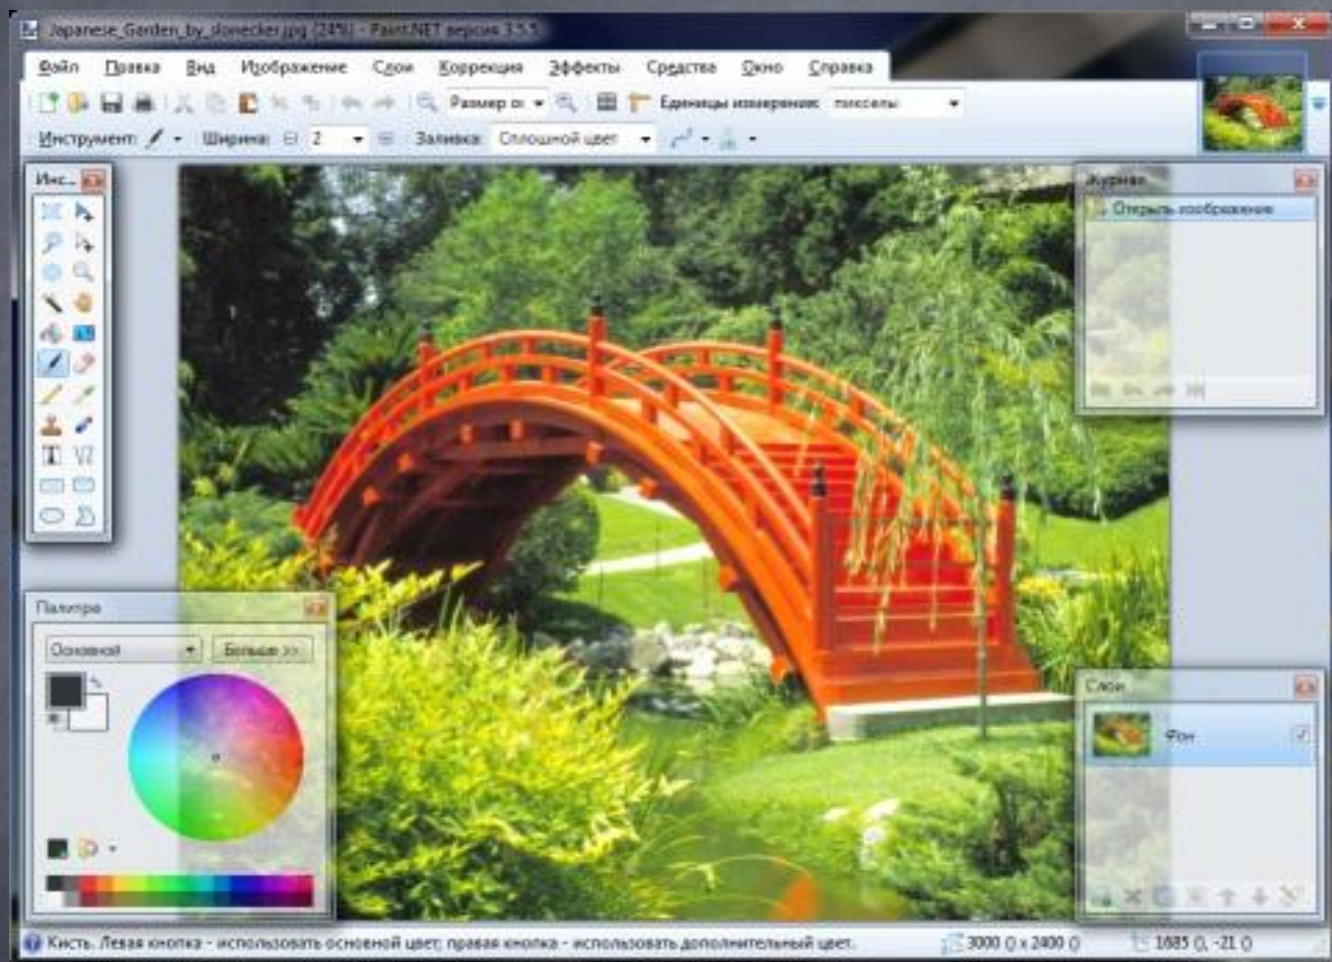 Japanese_Garden_by_slonecker.jpg (24%) - Paint.NET версия 3.5.5
Файл Правка Вид Изображение Слои Коррекция Эффекты Средства Окно Справка
Размер Единицы измерения: пикселы
Инструмент: Ширина: 2 Заливка: Сплошной цвет
Инс...
Журнал
Открыть изображение
Палитра
Основной Больше >>
Слои
Фон
Кисть. Левая кнопка - использовать основной цвет; правая кнопка - использовать дополнительный цвет.
3000 () x 2400 () 1685 (), -21 ()